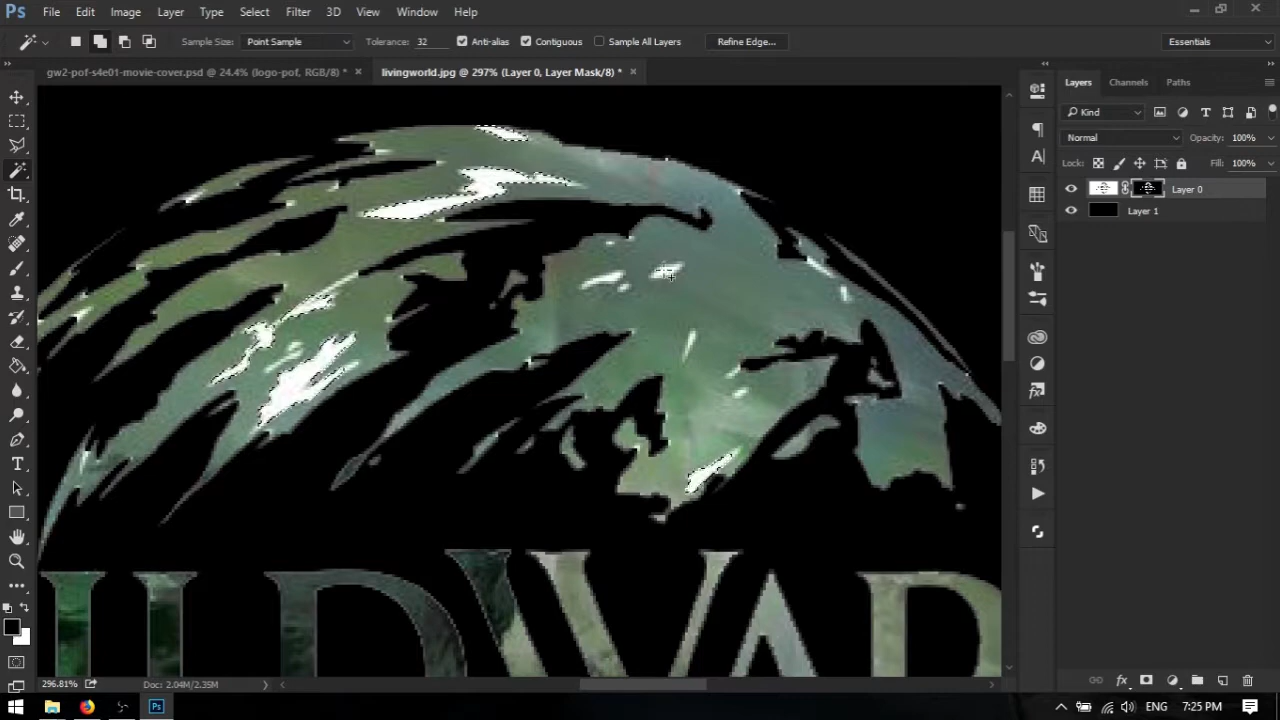 Ps File Edit Image Layer Type Select Filter 3D View Window Help
Sample Size: Point Sample Tolerance: 32 Anti-alias Contiguous Sample All Layers Refine Edge... Essentials
gw2-pof-s4e01-movie-cover.psd @ 24.4% (logo-pof, RGB/8) * × livingworld.jpg @ 297% (Layer 0, Layer Mask/8) * ×
Layers Channels Paths
Kind
Normal Opacity: 100%
Lock: Fill: 100%
Layer 0
Layer 1
ILDWAR
296.81% Doc: 2.04M/2.35M
ENG 7:25 PM